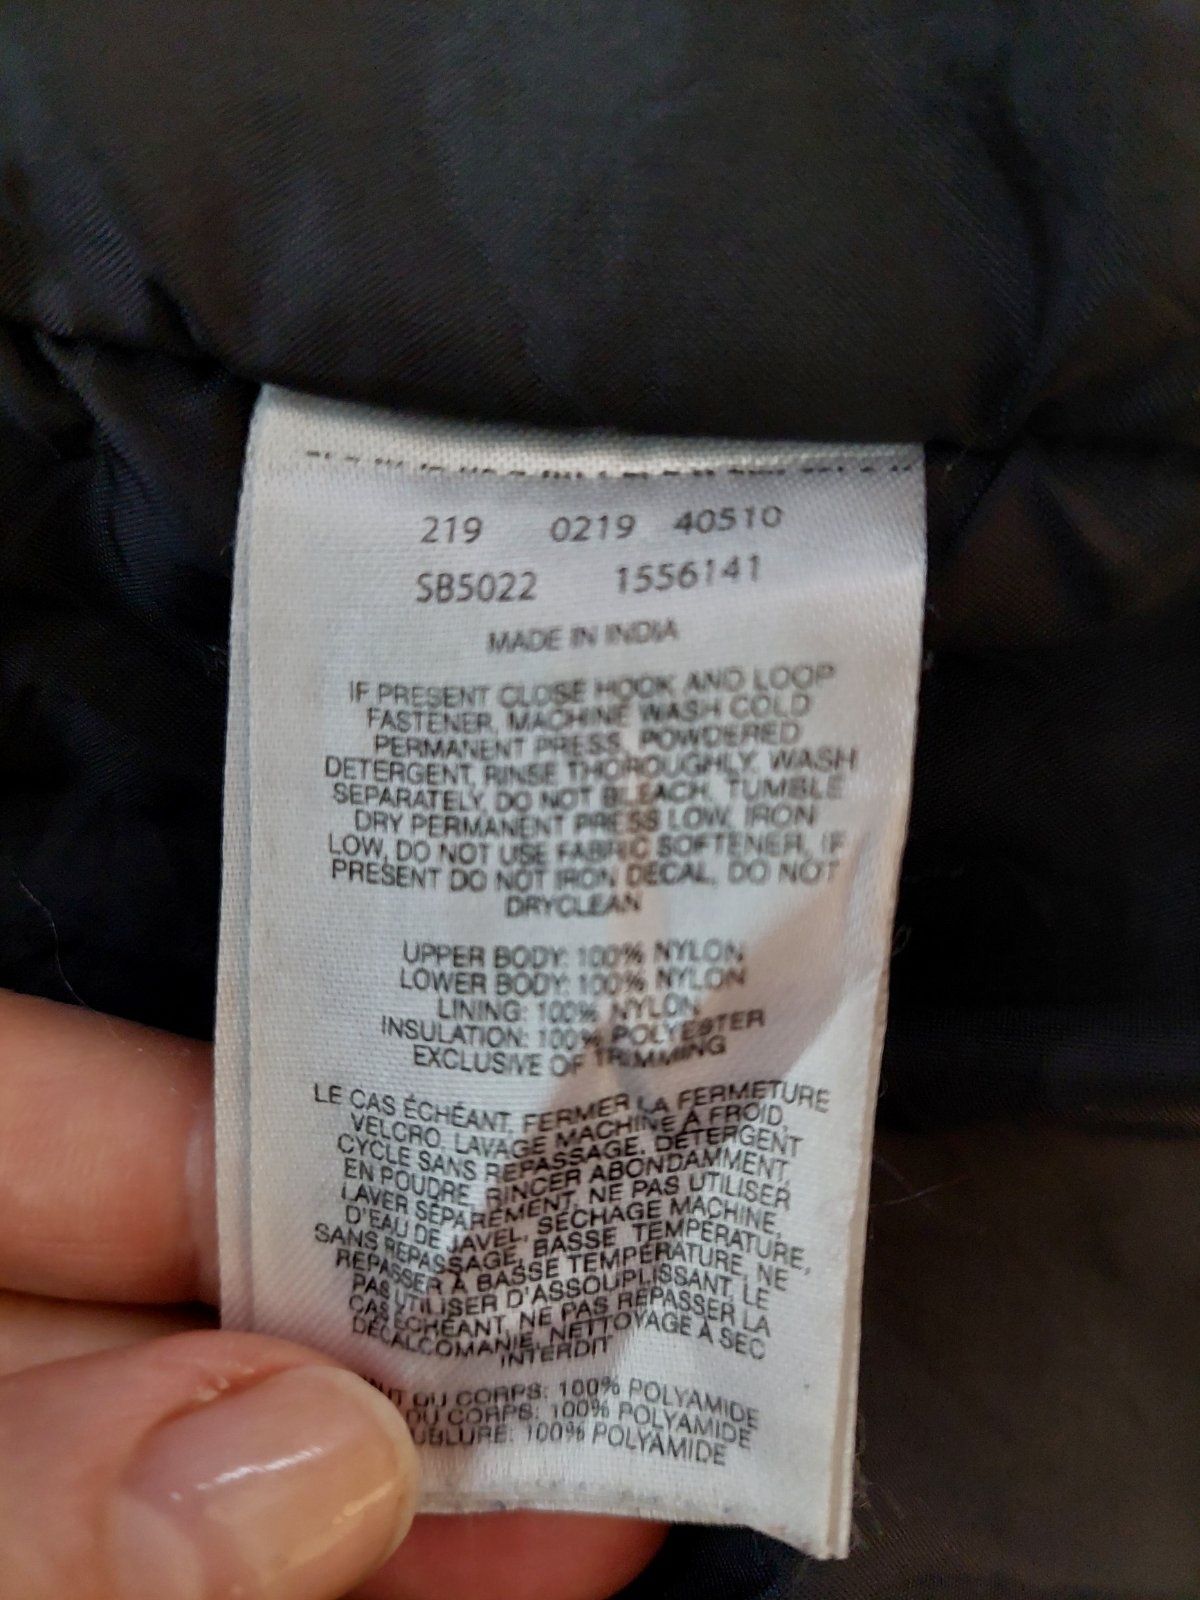 219 0219 40510
SB5022 1556141
MADE IN INDIA
IF PRESENT CLOSE HOOK AND LOOP
FASTENER, MACHINE WASH COLD
PERMANENT PRESS, POWDERED
DETERGENT, RINSE THOROUGHLY, WASH
SEPARATELY, DO NOT BLEACH, TUMBLE
DRY PERMANENT PRESS LOW, IRON
LOW, DO NOT USE FABRIC SOFTENER, IF
PRESENT DO NOT IRON DECAL, DO NOT
DRYCLEAN
UPPER BODY: 100% NYLON
LOWER BODY: 100% NYLON
LINING: 100% NYLON
INSULATION: 100% POLYESTER
EXCLUSIVE OF TRIMMING
LE CAS ÉCHÉANT, FERMER LA FERMETURE
VELCRO, LAVAGE MACHINE À FROID,
CYCLE SANS REPASSAGE, DÉTERGENT
EN POUDRE, RINCER ABONDAMMENT,
LAVER SÉPARÉMENT, NE PAS UTILISER
D'EAU DE JAVEL, SÉCHAGE MACHINE,
SANS REPASSAGE, BASSE TEMPÉRATURE,
REPASSER À BASSE TEMPÉRATURE, NE
PAS UTILISER D'ASSOUPLISSANT, LE
CAS ÉCHÉANT, NE PAS REPASSER LA
DÉCALCOMANIE, NETTOYAGE À SEC
INTERDIT
DU CORPS: 100% POLYAMIDE
DU CORPS: 100% POLYAMIDE
100% POLYAMIDE